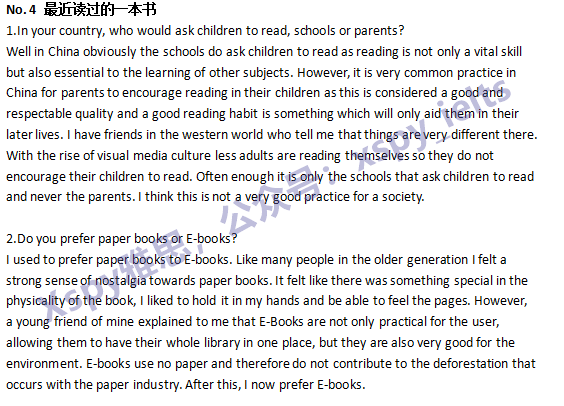 No. 4 最近读过的一本书
1.In your country, who would ask children to read, schools or parents?
Well in China obviously the schools do ask children to read as reading is not only a vital skill
but also essential to the learning of other subjects. However, it is very common practice in
China for parents to encourage reading in their children as this is considered a good and
respectable quality and a good reading habit is something which will only aid them in their
later lives. I have friends in the western world who tell me that things are very different there.
With the rise of visual media culture less adults are reading themselves so they do not
encourage their children to read. Often enough it is only the schools that ask children to read
and never the parents. I think this is not a very good practice for a society.
2.Do you prefer paper books or E-books?
I used to prefer paper books to E-books. Like many people in the older generation I felt a
strong sense of nostalgia towards paper books. It felt like there was something special in the
physicality of the book, I liked to hold it in my hands and be able to feel the pages. However,
a young friend of mine explained to me that E-Books are not only practical for the user,
allowing them to have their whole library in one place, but they are also very good for the
environment. E-books use no paper and therefore do not contribute to the deforestation that
occurs with the paper industry. After this, I now prefer E-books.
xspy雅思，公众号：xspy_ielts